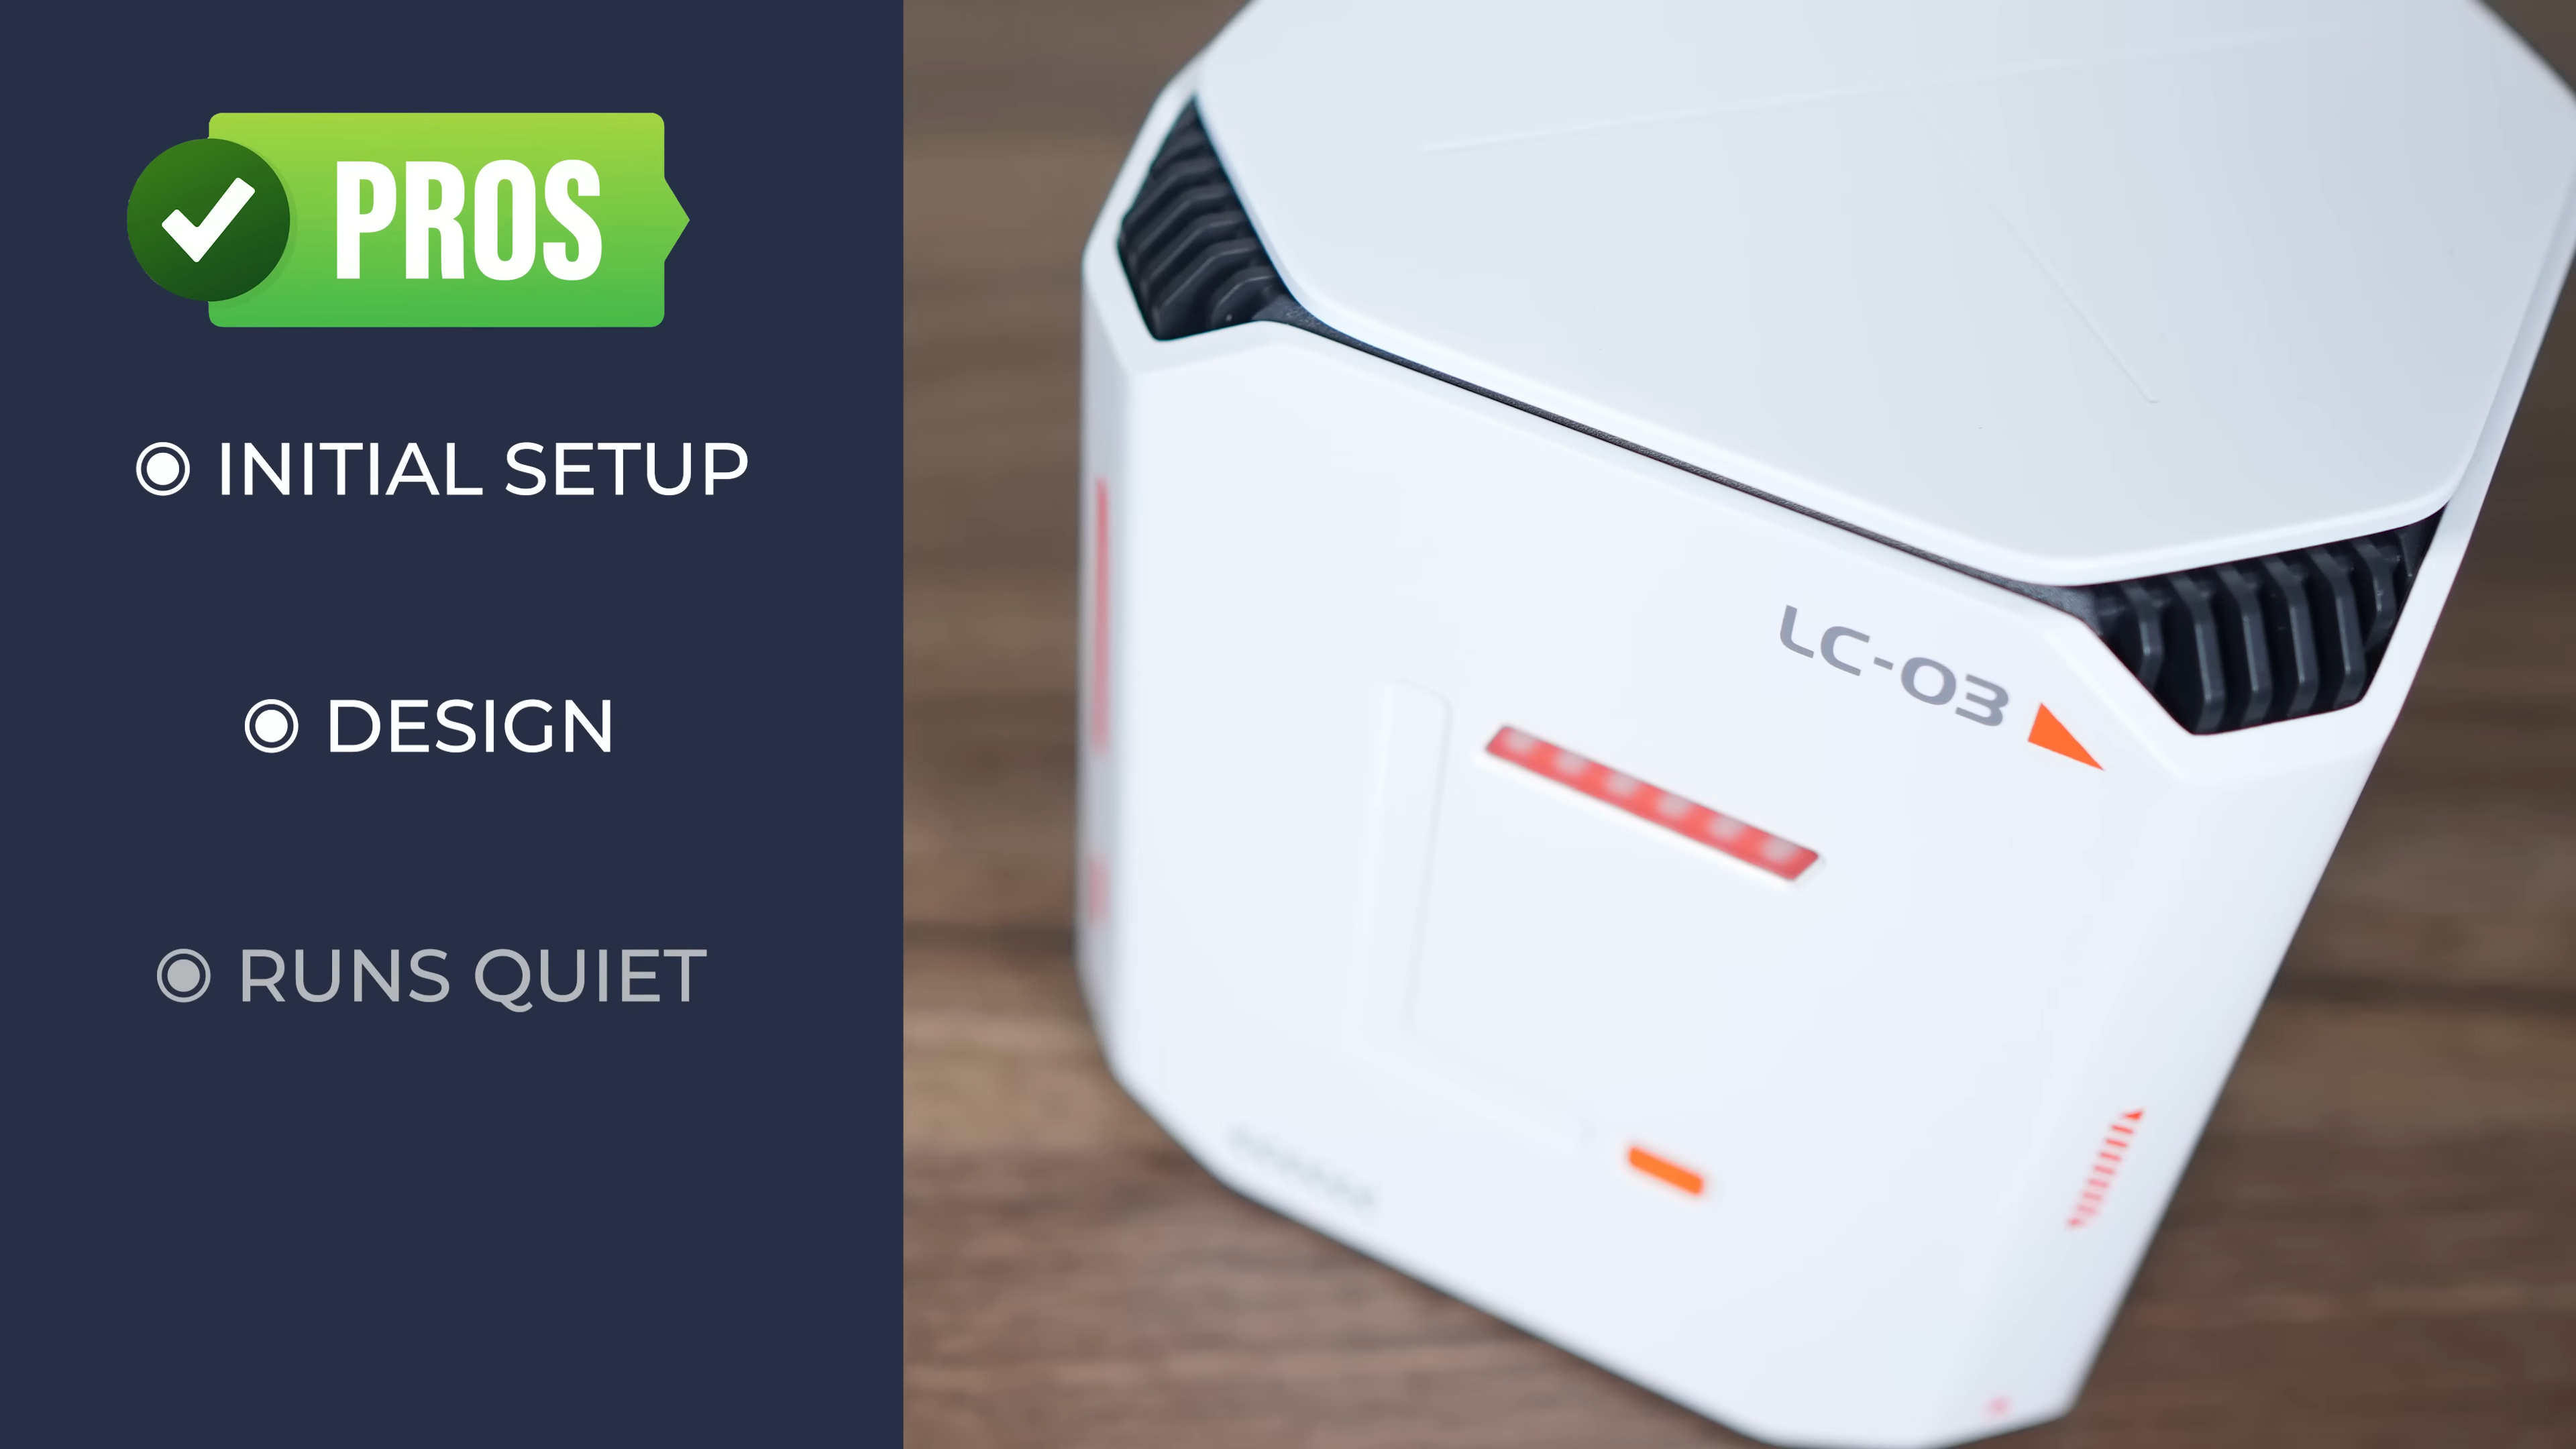 PROS
INITIAL SETUP
DESIGN
RUNS QUIET
LC-03